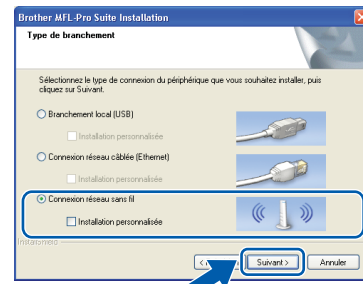 Brother MFL-Pro Suite Installation
Type de branchement
Sélectionnez le type de connexion du périphérique que vous souhaitez installer, puis
cliquez sur Suivant.
Branchement local (USB)
Installation personnalisée
Connexion réseau câblée (Ethernet)
Installation personnalisée
Connexion réseau sans fil
Installation personnalisée
InstallShield
Suivant >
Annuler